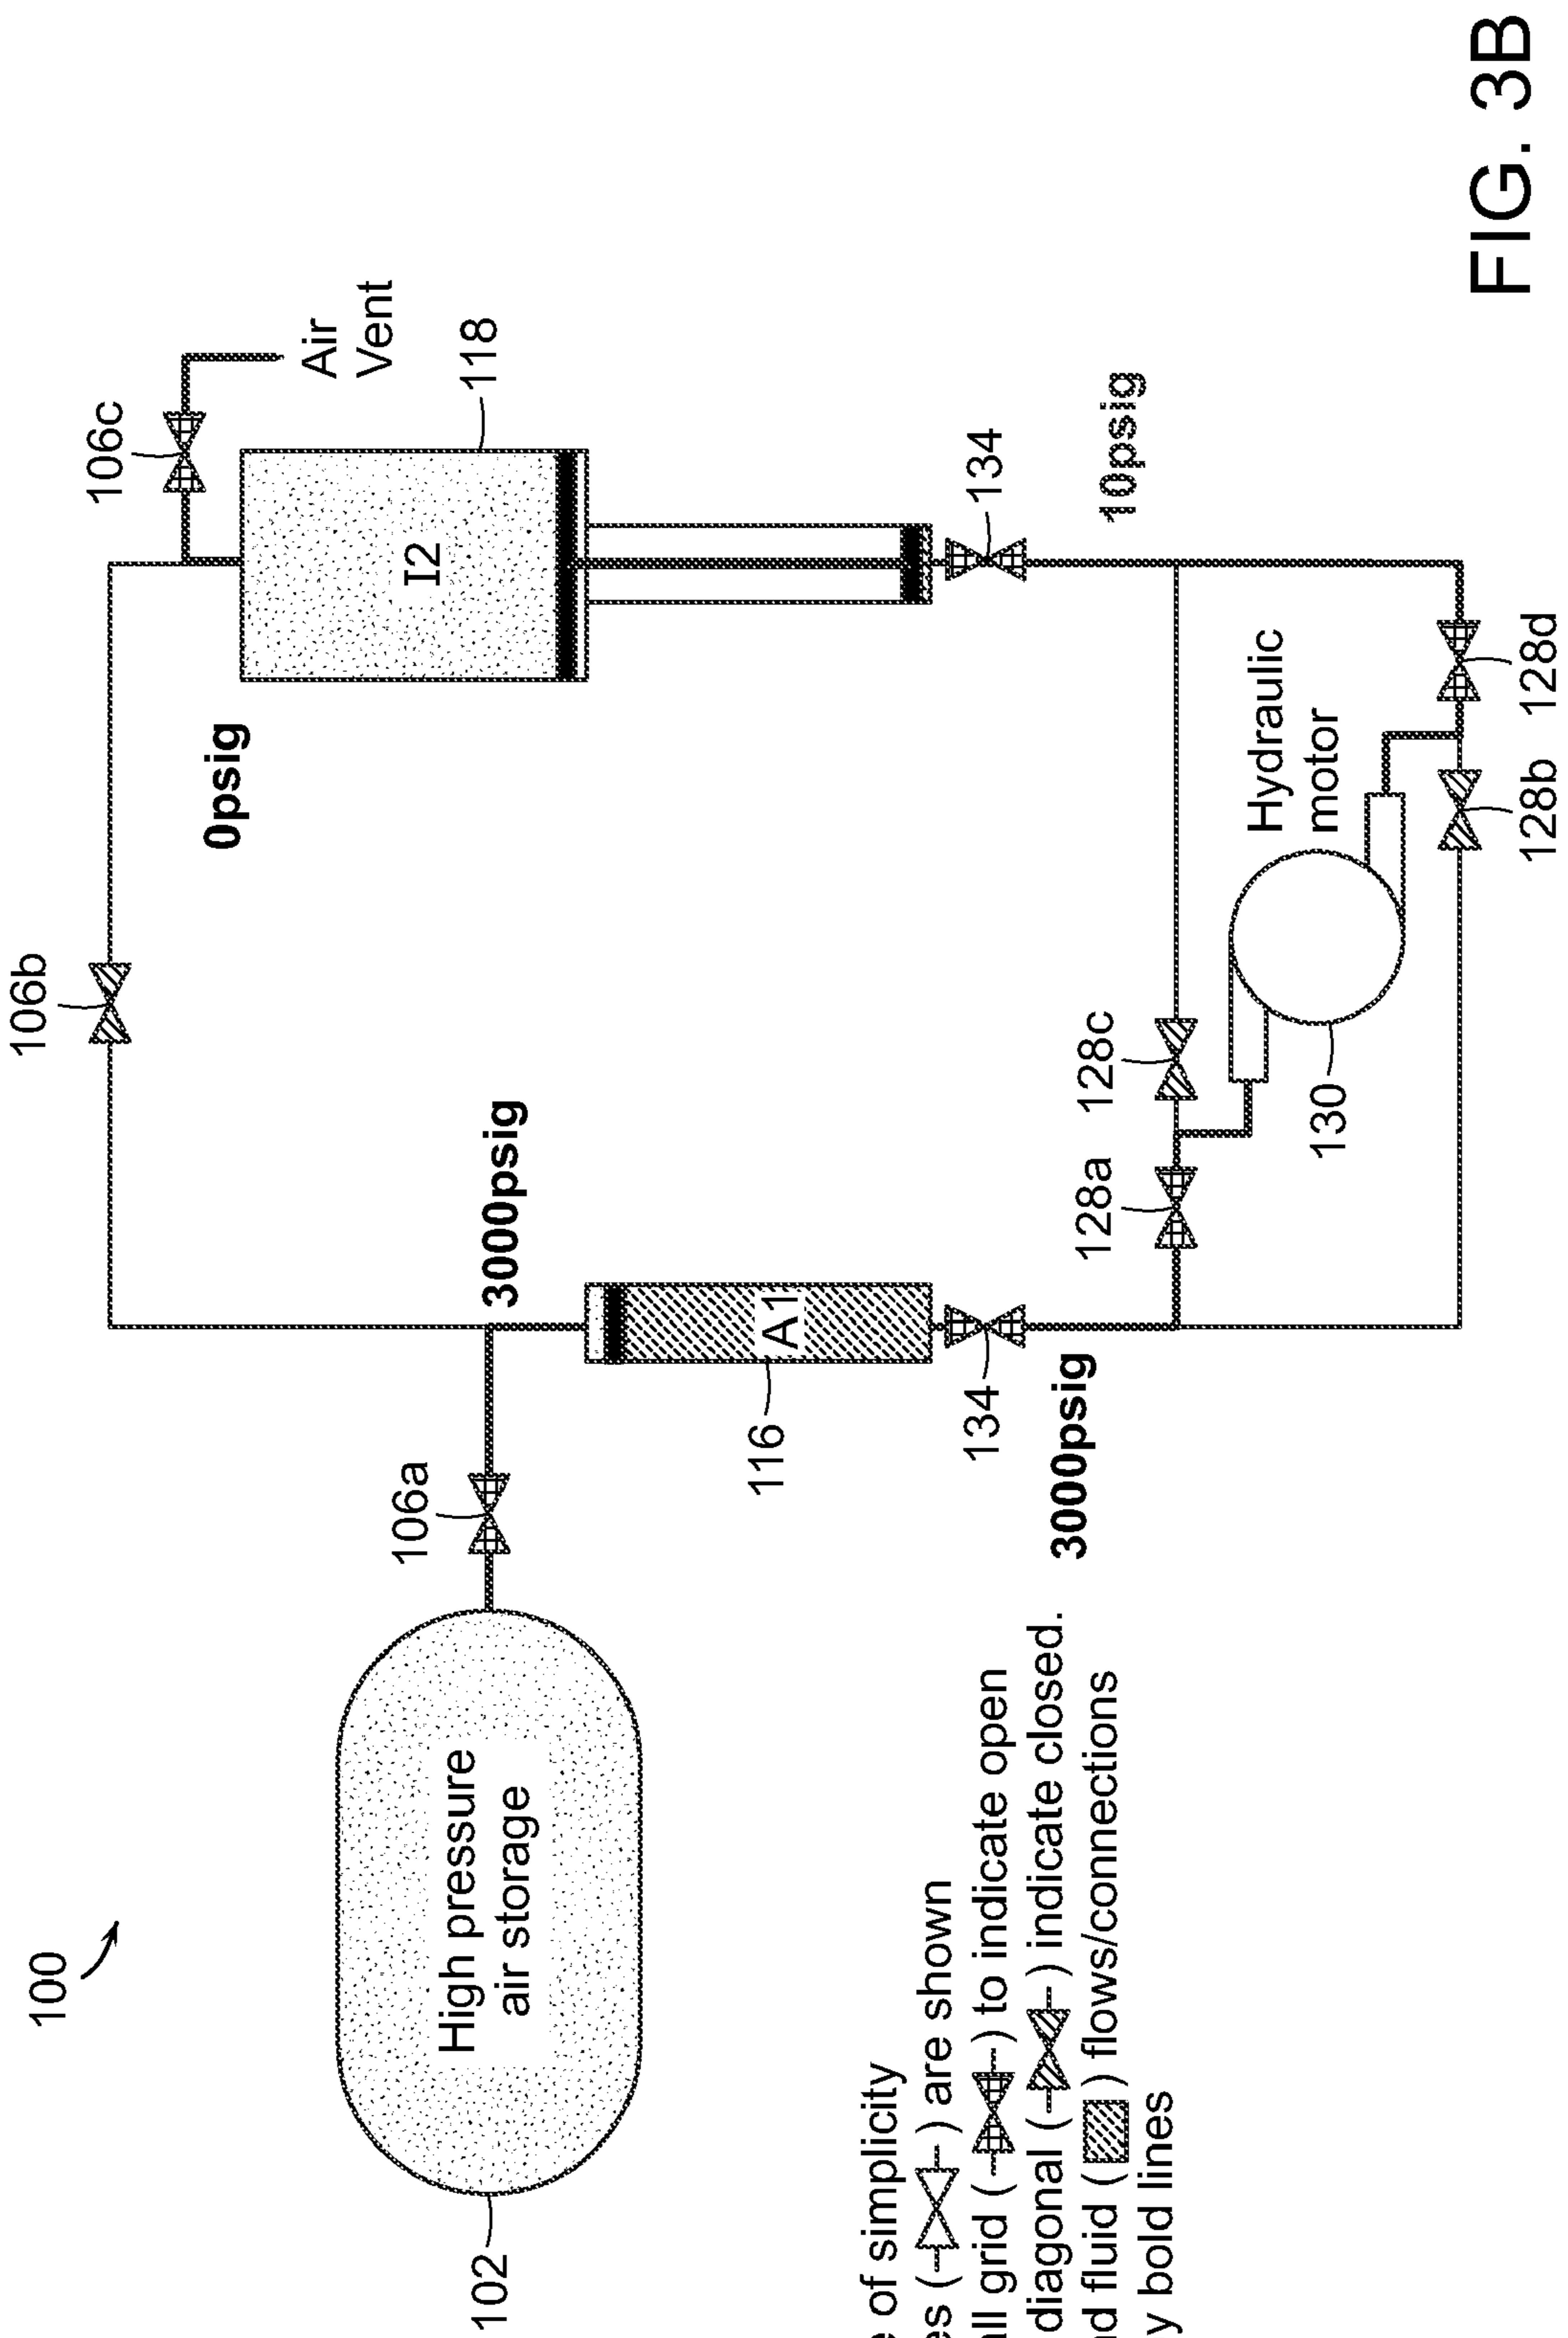 100
106b
106c
0psig
Air
Vent
106a
I2
118
102
High pressure
air storage
3000psig
116
A1
of simplicity
( ) are shown
grid ( ) to indicate open
diagonal ( ) indicate closed.
fluid ( ) flows/connections
bold lines
134
134
3000psig
10psig
128a
128c
Hydraulic
motor
130
128b
128d
FIG. 3B